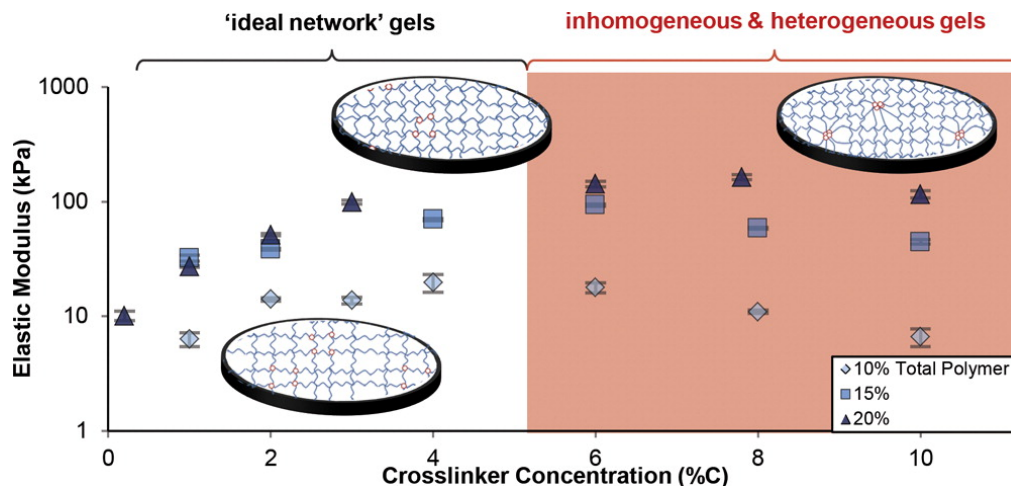 ‘ideal network’ gels
inhomogeneous & heterogeneous gels
Elastic Modulus (kPa)
1000
100
10
1
0
2
4
6
8
10
Crosslinker Concentration (%C)
10% Total Polymer
15%
20%